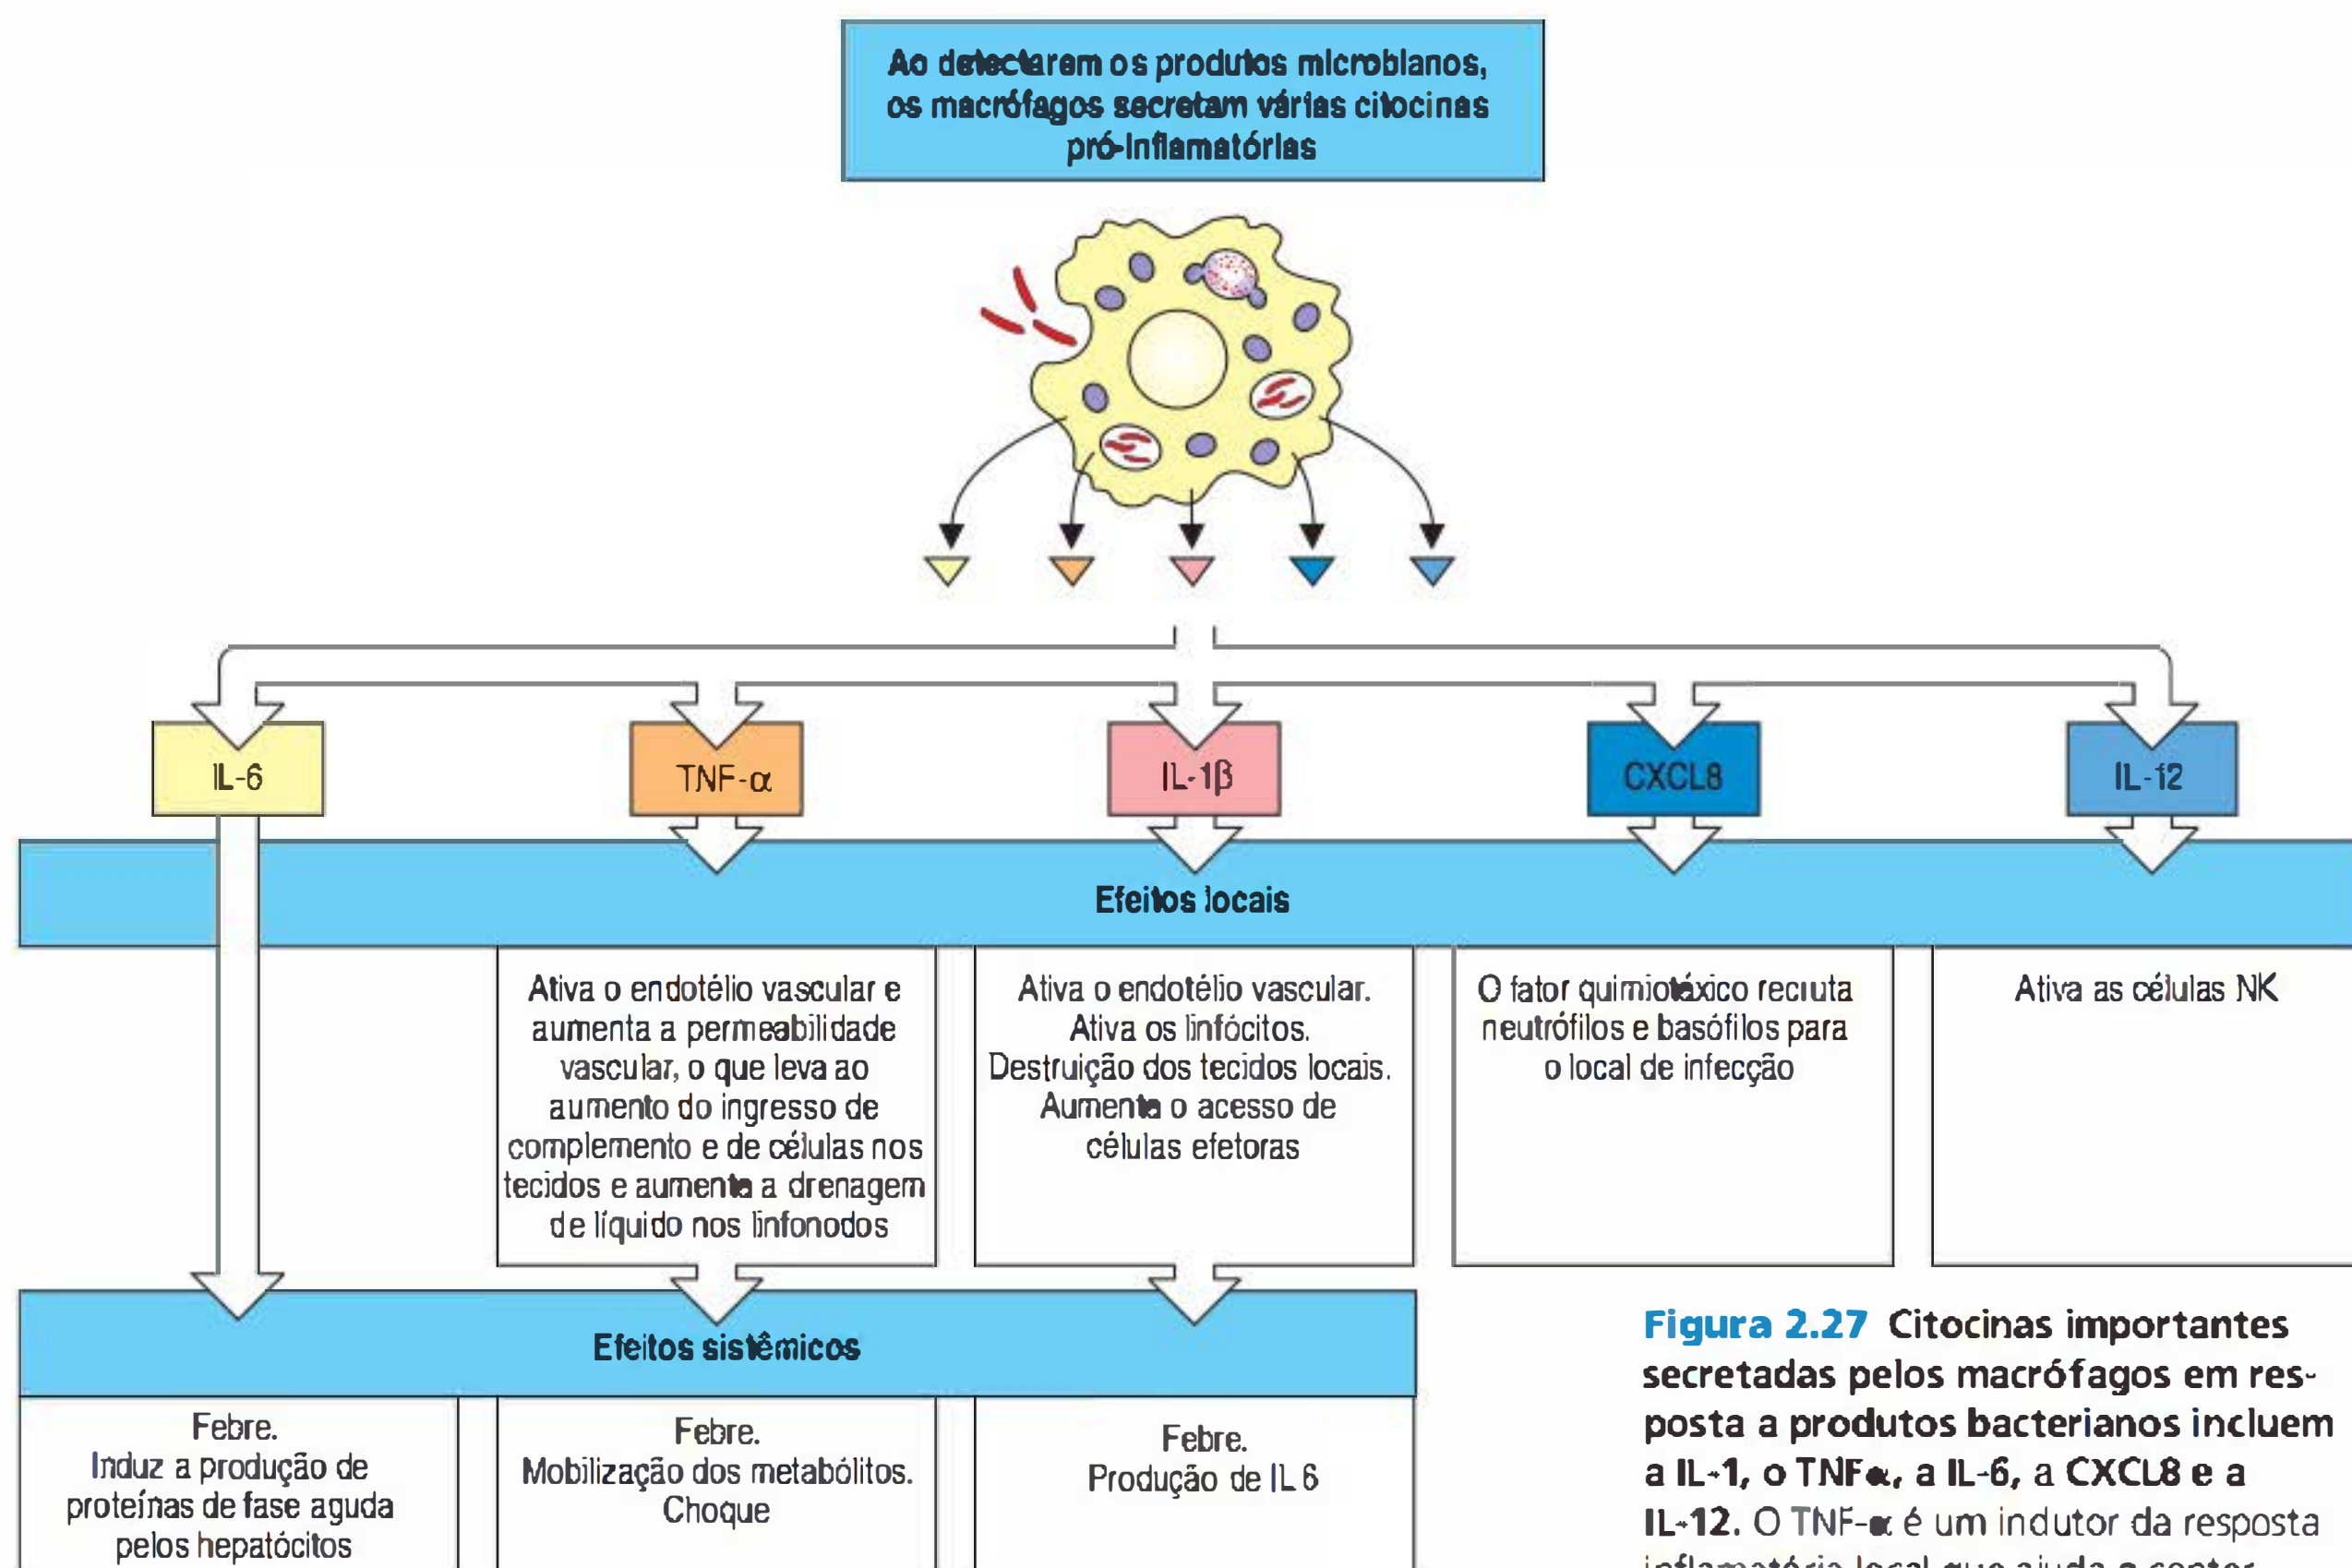 Ao detectarem os produtos microbianos,
os macrófagos secretam várias citocinas
pró-inflamatórias
IL-6
TNF-α
IL-1β
CXCL8
IL-12
Efeitos locais
Ativa o endotélio vascular e
aumenta a permeabilidade
vascular, o que leva ao
aumento do ingresso de
complemento e de células nos
tecidos e aumenta a drenagem
de líquido nos linfonodos
Ativa o endotélio vascular.
Ativa os linfócitos.
Destruição dos tecidos locais.
Aumenta o acesso de
células efetoras
O fator quimiotáxico recruta
neutrófilos e basófilos para
o local de infecção
Ativa as células NK
Efeitos sistêmicos
Febre.
Induz a produção de
proteínas de fase aguda
pelos hepatócitos
Febre.
Mobilização dos metabólitos.
Choque
Febre.
Produção de IL 6
Figura 2.27 Citocinas importantes
secretadas pelos macrófagos em res-
posta a produtos bacterianos incluem
a IL-1, o TNFα, a IL-6, a CXCL8 e a
IL-12. O TNF-α é um indutor da resposta
inflamatória local que ajuda a conter